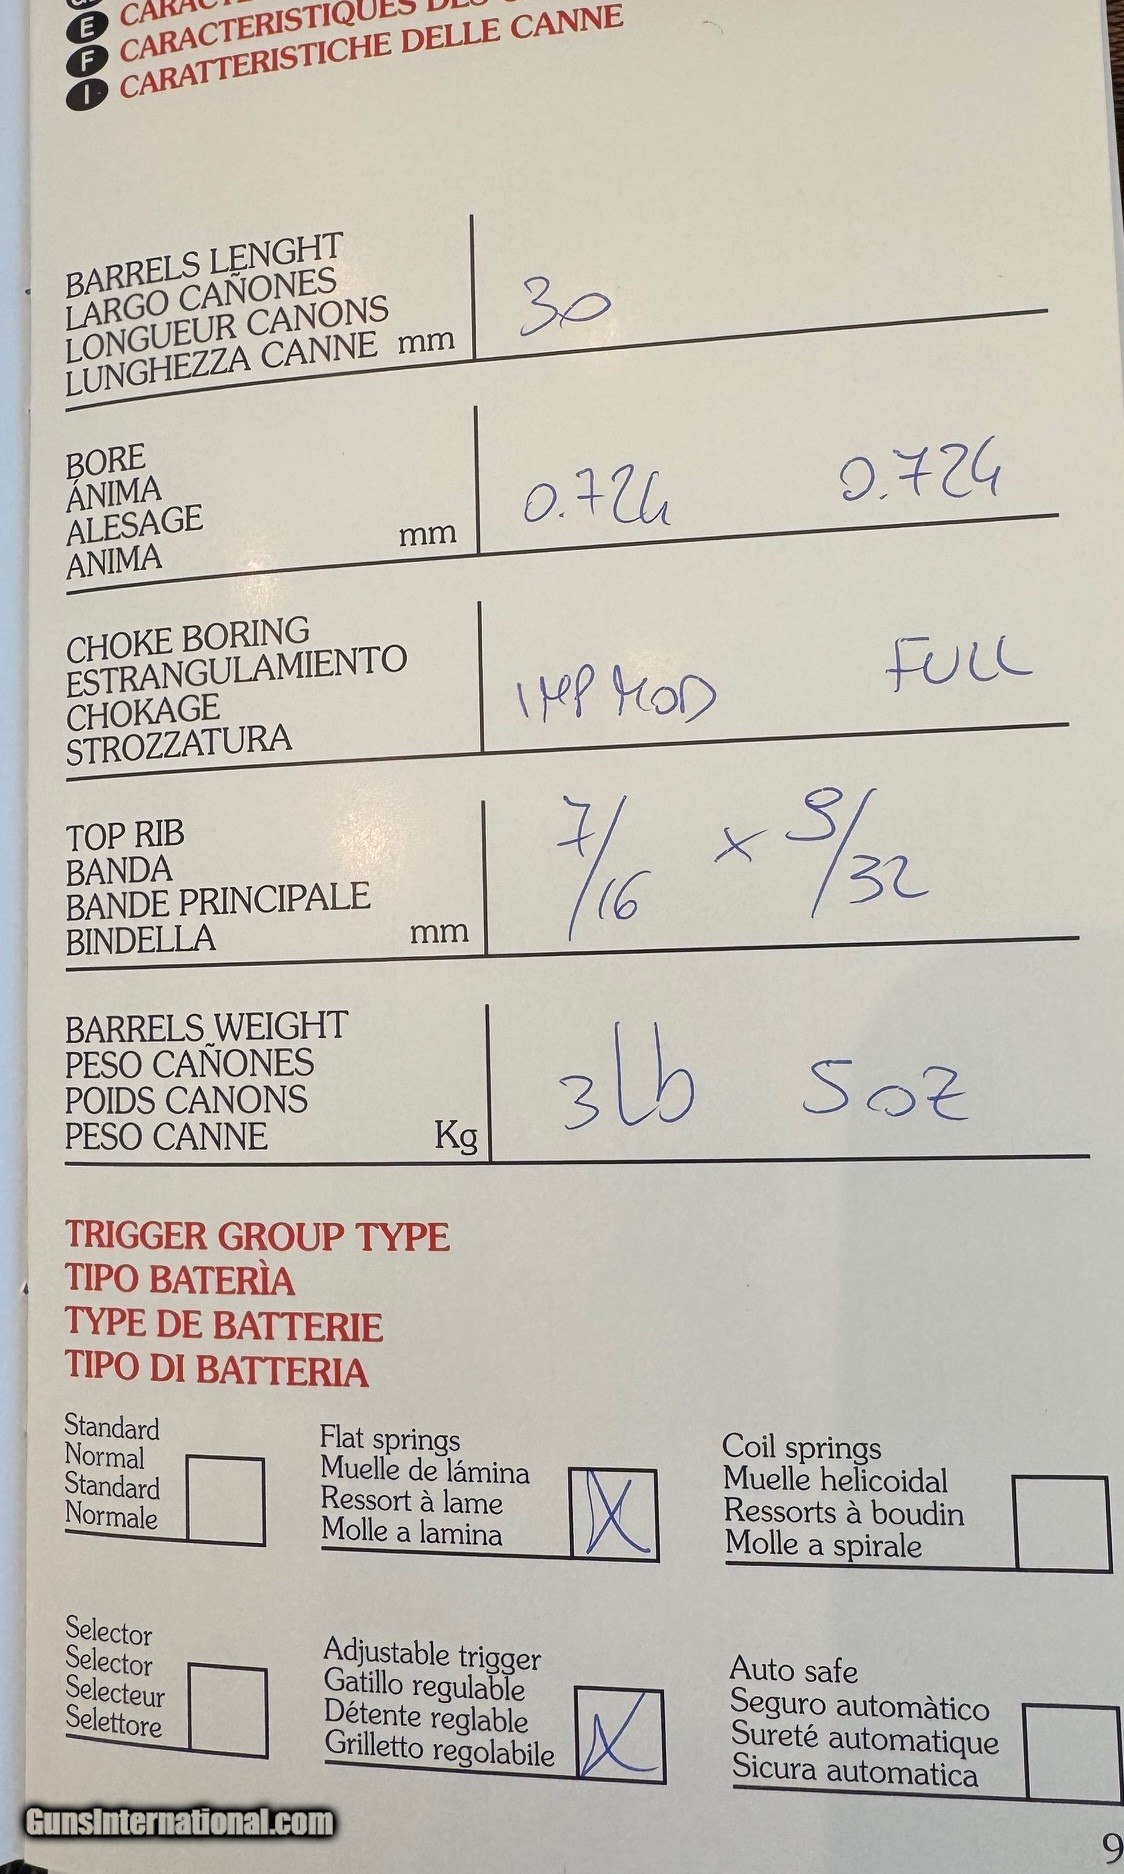 E
F CARACTERISTIQUES DES
I CARATTERISTICHE DELLE CANNE
BARRELS LENGHT
LARGO CAÑONES
LONGUEUR CANONS
LUNGHEZZA CANNE mm 30
BORE
ÁNIMA
ALESAGE
ANIMA mm 0.724 0.724
CHOKE BORING
ESTRANGULAMIENTO
CHOKAGE
STROZZATURA IMP MOD FULL
TOP RIB
BANDA
BANDE PRINCIPALE
BINDELLA mm 7/16 x 9/32
BARRELS WEIGHT
PESO CAÑONES
POIDS CANONS
PESO CANNE Kg 3 lb 5 oz
TRIGGER GROUP TYPE
TIPO BATERÌA
TYPE DE BATTERIE
TIPO DI BATTERIA
Standard
Normal
Standard
Normale
Flat springs
Muelle de lámina
Ressort à lame
Molle a lamina X
Coil springs
Muelle helicoidal
Ressorts à boudin
Molle a spirale
Selector
Selector
Selecteur
Selettore
Adjustable trigger
Gatillo regulable
Détente reglable
Grilletto regolabile X
Auto safe
Seguro automàtico
Sureté automatique
Sicura automatica
GunsInternational.com
9